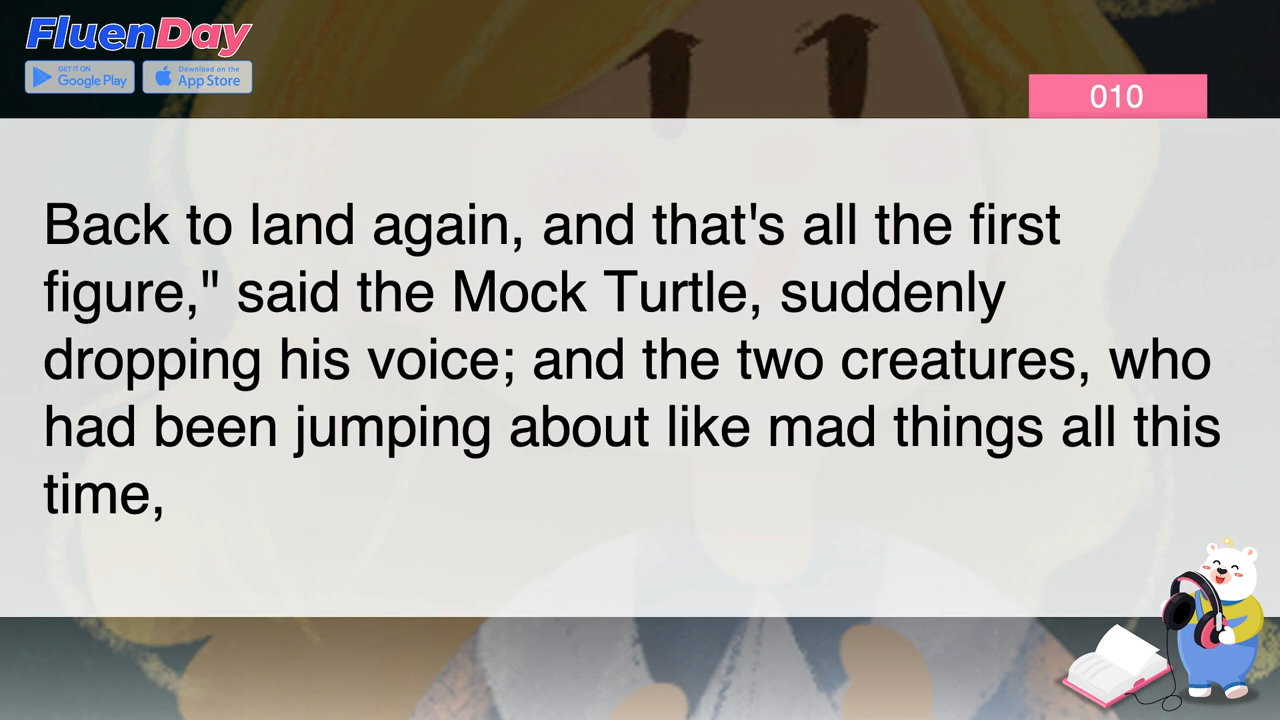 FluenDay
GET IT ON
Google Play
Download on the
App Store
010
Back to land again, and that's all the first
figure," said the Mock Turtle, suddenly
dropping his voice; and the two creatures, who
had been jumping about like mad things all this
time,